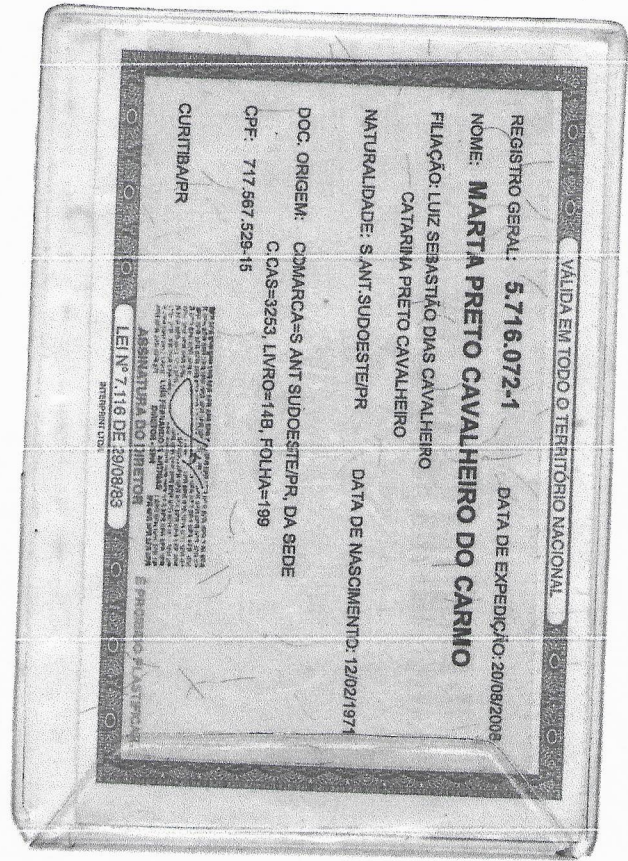 VÁLIDA EM TODO O TERRITÓRIO NACIONAL
REGISTRO GERAL: 5.716.072-1 DATA DE EXPEDIÇÃO: 20/08/2008
NOME: MARTA PRETO CAVALHEIRO DO CARMO
FILIAÇÃO: LUIZ SEBASTIÃO DIAS CAVALHEIRO
CATARINA PRETO CAVALHEIRO
NATURALIDADE: S.ANT.SUDOESTE/PR DATA DE NASCIMENTO: 12/02/1971
DOC. ORIGEM: COMARCA=S ANT SUDOESTE/PR, DA SEDE
C.CAS=3253, LIVRO=14B, FOLHA=199
CPF: 717.567.529-15
CURITIBA/PR
ASSINATURA DO DIRETOR
É PROIBIDO PLASTIFICAR
LEI Nº 7.116 DE 29/08/83
INTERPRINT LTDA.